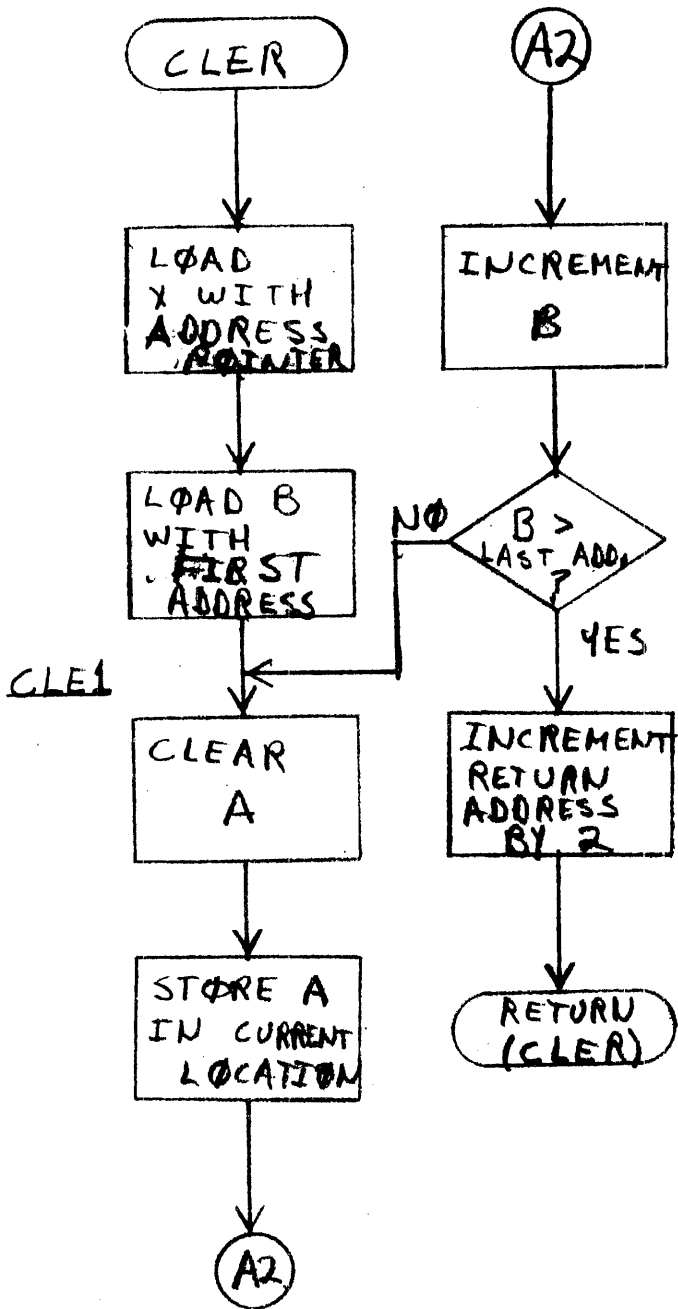 CLER
LØAD
X WITH
ADDRESS
PØINTER
LØAD B
WITH
FIRST
ADDRESS
CLE1
CLEAR
A
STØRE A
IN CURRENT
LØCATIØN
A2
A2
INCREMENT
B
B >
LAST ADD.
?
NØ
YES
INCREMENT
RETURN
ADDRESS
BY 2
RETURN
(CLER)